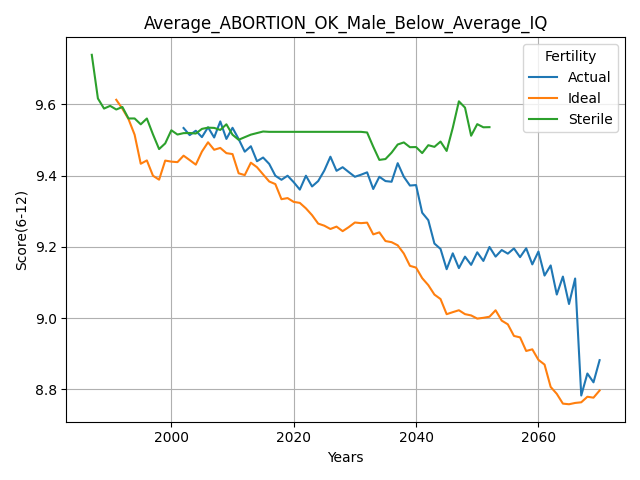 Average_ABORTION_OK_Male_Below_Average_IQ
Fertility
Actual
Ideal
Sterile
Score(6-12)
9.6
9.4
9.2
9.0
8.8
2000
2020
2040
2060
Years